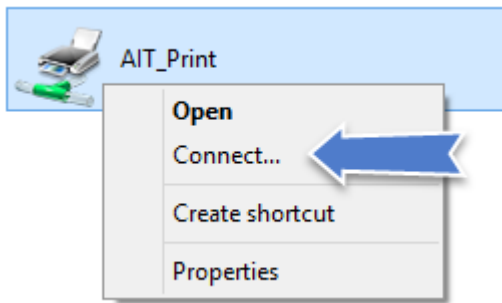 AIT_Print
Open
Connect...
Create shortcut
Properties